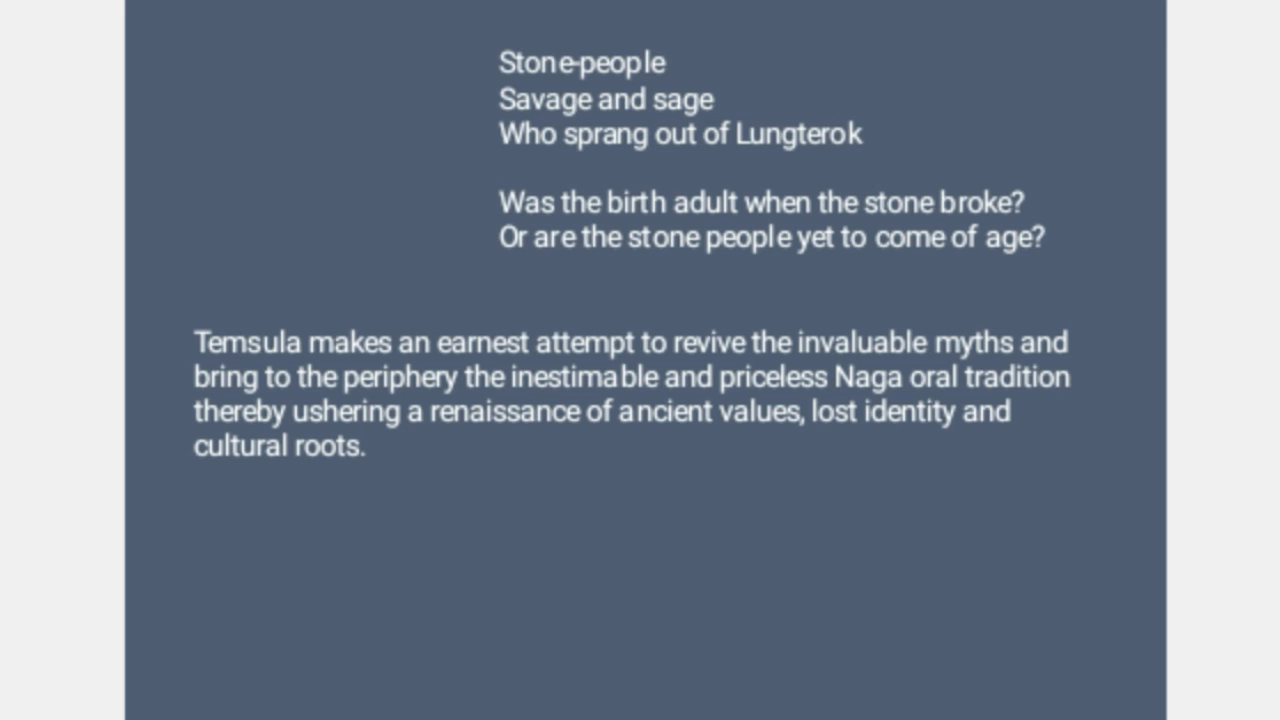 Stone-people
Savage and sage
Who sprang out of Lungterok
Was the birth adult when the stone broke?
Or are the stone people yet to come of age?
Temsula makes an earnest attempt to revive the invaluable myths and
bring to the periphery the inestimable and priceless Naga oral tradition
thereby ushering a renaissance of ancient values, lost identity and
cultural roots.